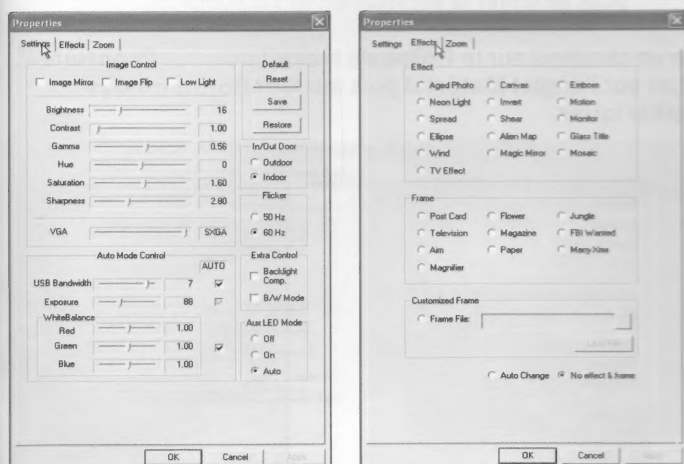 Properties
Settings Effects Zoom
Image Control
Image Mirror Image Flip Low Light
Brightness 16
Contrast 1.00
Gamma 0.56
Hue 0
Saturation 1.60
Sharpness 2.80
VGA SXGA
Auto Mode Control
AUTO
USB Bandwidth 7
Exposure 88
WhiteBalance
Red 1.00
Green 1.00
Blue 1.00
Default
Reset
Save
Restore
In/Out Door
Outdoor
Indoor
Flicker
50 Hz
60 Hz
Extra Control
Backlight
Comp.
B/W Mode
Aux LED Mode
Off
On
Auto
OK Cancel Apply
Properties
Settings Effects Zoom
Effect
Aged Photo Canvas Emboss
Neon Light Invert Motion
Spread Shear Monitor
Ellipse Alien Map Glass Title
Wind Magic Mirror Mosaic
TV Effect
Frame
Post Card Flower Jungle
Television Magazine FBI Wanted
Aim Paper Merry Xms
Magnifier
Customized Frame
Frame File:
Auto Change No effect & frame
OK Cancel